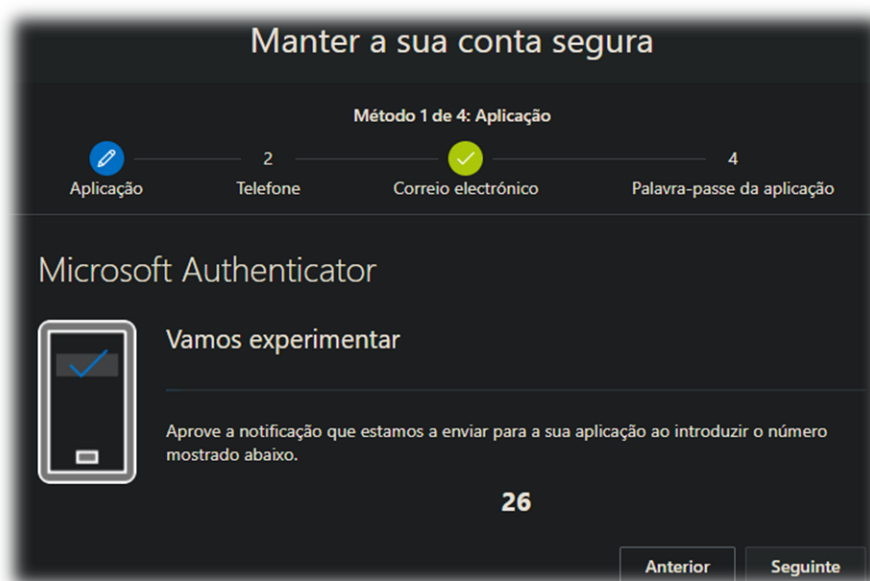 Manter a sua conta segura
Método 1 de 4: Aplicação
2 4
Aplicação Telefone Correio electrónico Palavra-passe da aplicação
Microsoft Authenticator
Vamos experimentar
Aprove a notificação que estamos a enviar para a sua aplicação ao introduzir o número
mostrado abaixo.
26
Anterior Seguinte